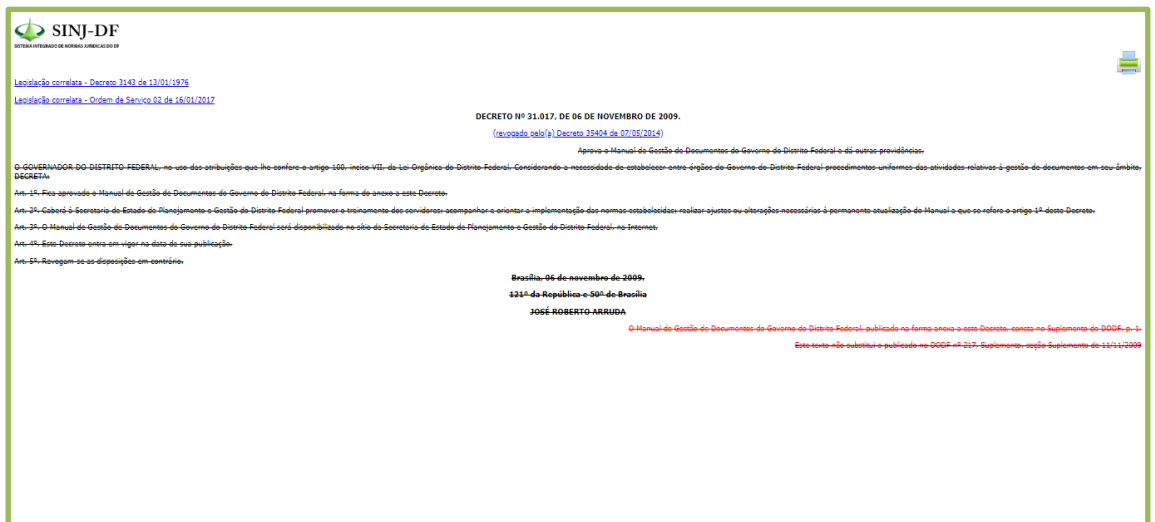 SINJ-DF
SISTEMA INTEGRADO DE NORMAS JURÍDICAS DO DF
Legislação correlata - Decreto 3143 de 13/01/1976
Legislação correlata - Ordem de Serviço 02 de 16/01/2017
DECRETO Nº 31.017, DE 06 DE NOVEMBRO DE 2009.
(revogado pelo(a) Decreto 35404 de 07/05/2014)
Aprova o Manual de Gestão de Documentos do Governo do Distrito Federal e dá outras providências.
O GOVERNADOR DO DISTRITO FEDERAL, no uso das atribuições que lhe confere o artigo 100, inciso VII, da Lei Orgânica do Distrito Federal, Considerando a necessidade de estabelecer entre órgãos do Governo do Distrito Federal procedimentos uniformes das atividades relativas à gestão de documentos em seu âmbito,
DECRETA:
Art. 1º. Fica aprovado o Manual de Gestão de Documentos do Governo do Distrito Federal, na forma do anexo a este Decreto.
Art. 2º. Caberá à Secretaria de Estado de Planejamento e Gestão do Distrito Federal promover o treinamento dos servidores; acompanhar e orientar a implementação das normas estabelecidas; realizar ajustes ou alterações necessárias à permanente atualização do Manual a que se refere o artigo 1º deste Decreto.
Art. 3º. O Manual de Gestão de Documentos do Governo do Distrito Federal será disponibilizado no sítio da Secretaria de Estado de Planejamento e Gestão do Distrito Federal, na Internet.
Art. 4º. Este Decreto entra em vigor na data de sua publicação.
Art. 5º. Revogam-se as disposições em contrário.
Brasília, 06 de novembro de 2009.
121º da República e 50º de Brasília
JOSÉ ROBERTO ARRUDA
O Manual de Gestão de Documentos do Governo do Distrito Federal, publicado na forma anexa a este Decreto, consta no Suplemento do DODF, p. 1.
Este texto não substitui o publicado no DODF nº 217, Suplemento, seção Suplemento de 11/11/2009